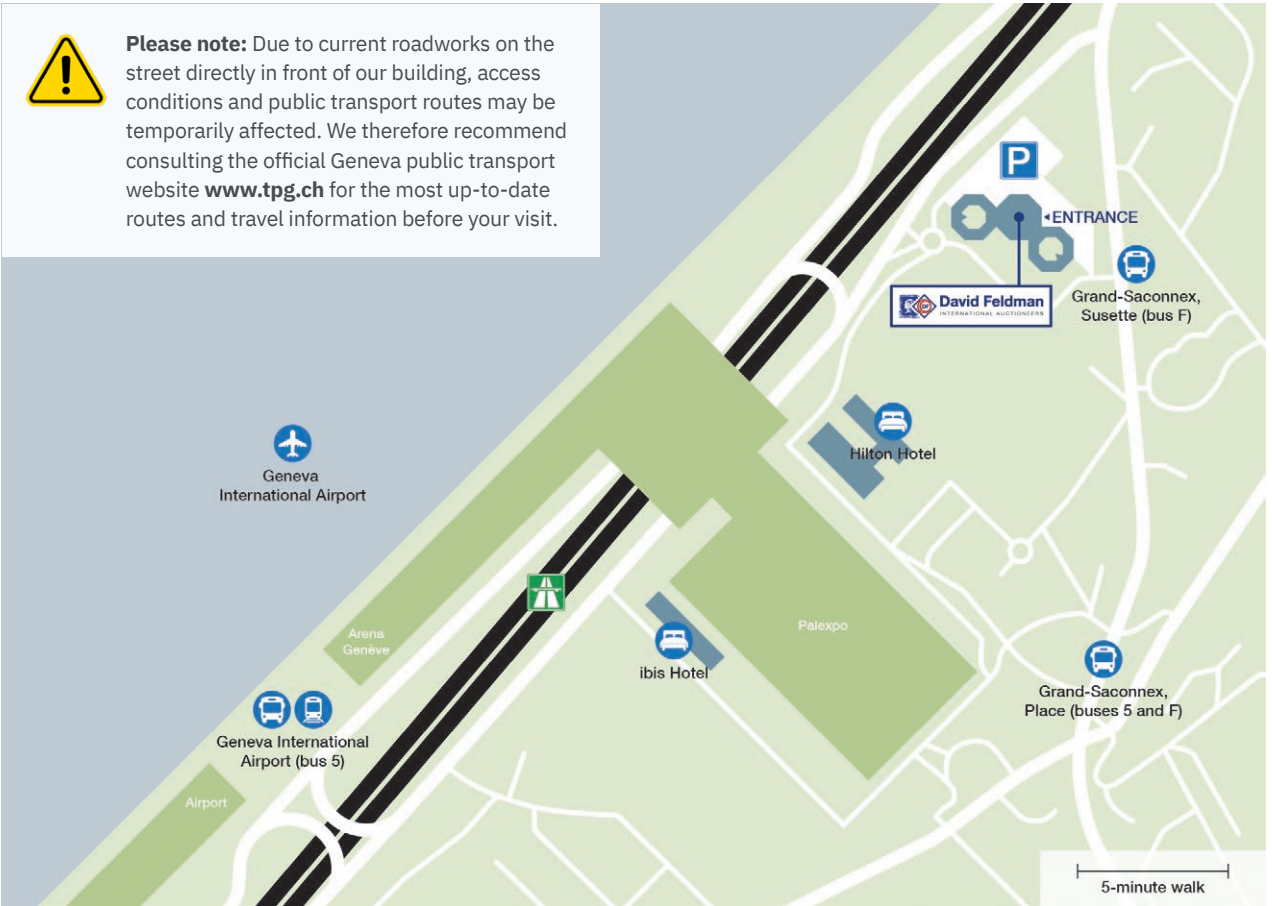 Please note: Due to current roadworks on the
street directly in front of our building, access
conditions and public transport routes may be
temporarily affected. We therefore recommend
consulting the official Geneva public transport
website www.tpg.ch for the most up-to-date
routes and travel information before your visit.
P
ENTRANCE
David Feldman
INTERNATIONAL AUCTIONEERS
Grand-Saconnex,
Susette (bus F)
Geneva
International Airport
Hilton Hotel
Arena
Genève
Palexpo
ibis Hotel
Grand-Saconnex,
Place (buses 5 and F)
Geneva International
Airport (bus 5)
Airport
5-minute walk